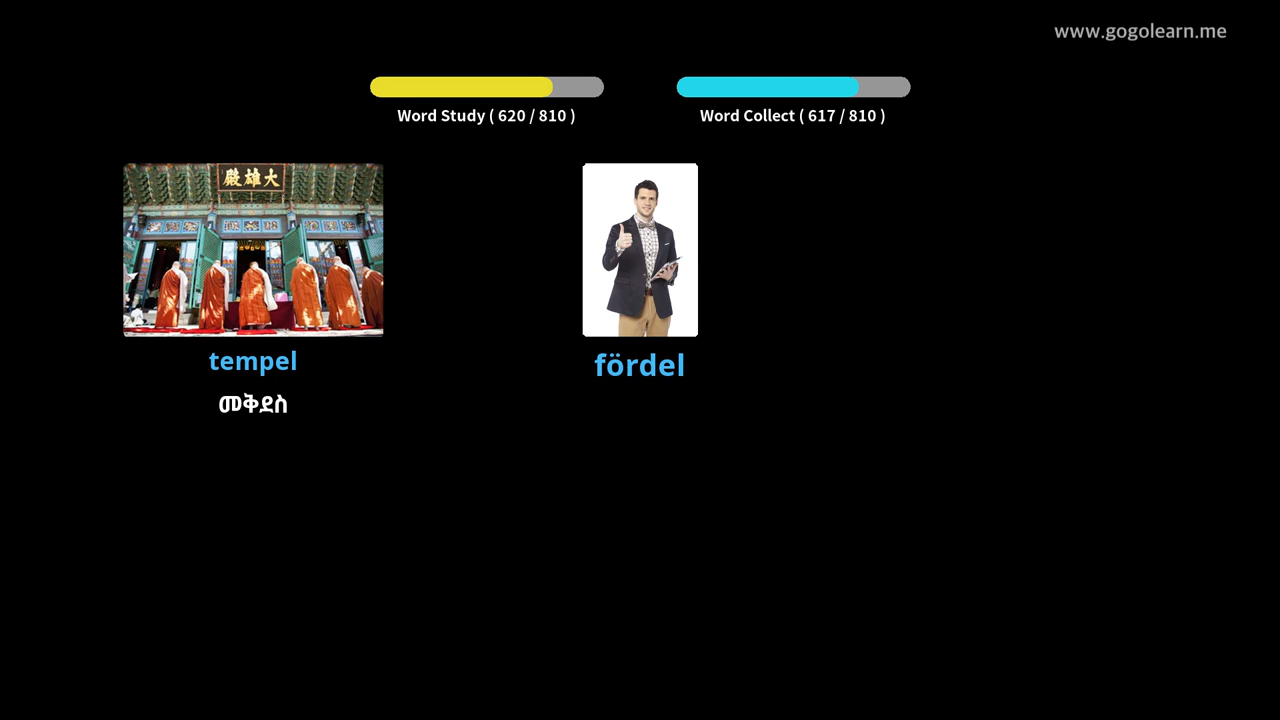 www.gogolearn.me
Word Study ( 620 / 810 )
Word Collect ( 617 / 810 )
殿雄大
tempel
መቅደስ
fördel